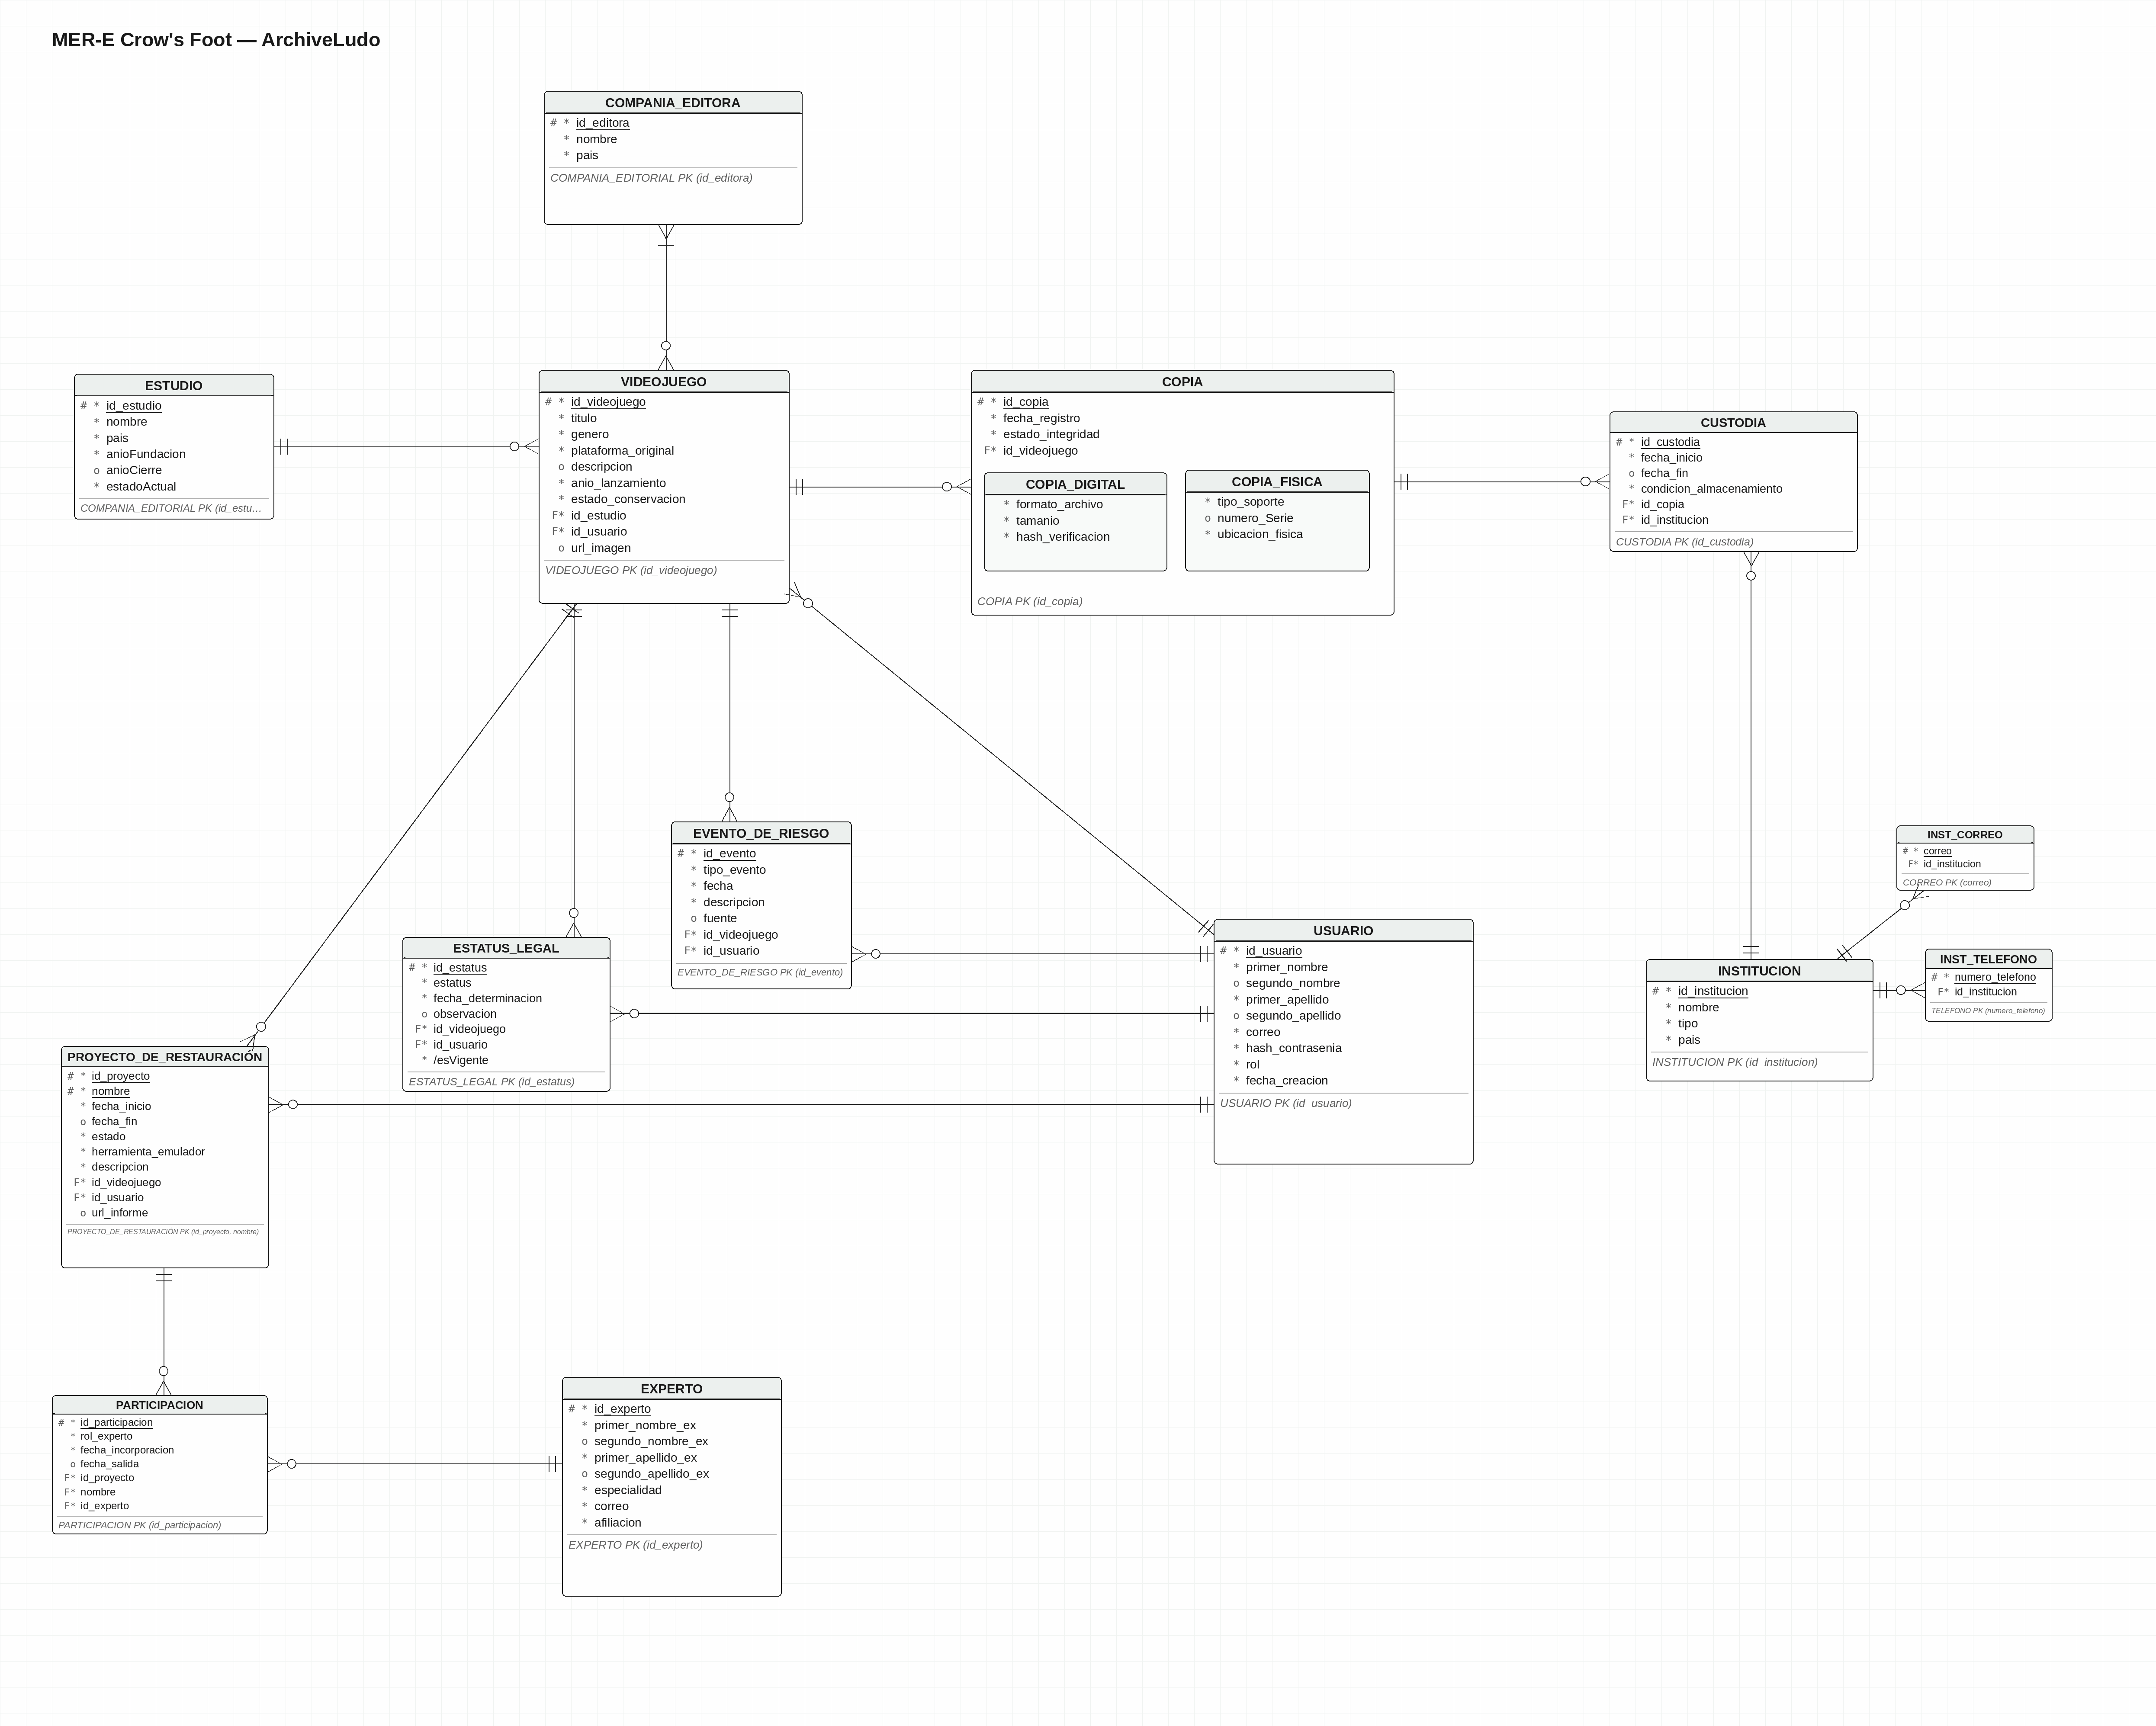 MER-E Crow's Foot — ArchiveLudo
COMPANIA_EDITORA
# * id_editora
* nombre
* pais
COMPANIA_EDITORIAL PK (id_editora)
ESTUDIO
# * id_estudio
* nombre
* pais
* anioFundacion
o anioCierre
* estadoActual
COMPANIA_EDITORIAL PK (id_estu…
VIDEOJUEGO
# * id_videojuego
* titulo
* genero
* plataforma_original
o descripcion
* anio_lanzamiento
* estado_conservacion
F* id_estudio
F* id_usuario
o url_imagen
VIDEOJUEGO PK (id_videojuego)
COPIA
# * id_copia
* fecha_registro
* estado_integridad
F* id_videojuego
COPIA_DIGITAL
* formato_archivo
* tamanio
* hash_verificacion
COPIA_FISICA
* tipo_soporte
o numero_Serie
* ubicacion_fisica
COPIA PK (id_copia)
CUSTODIA
# * id_custodia
* fecha_inicio
o fecha_fin
* condicion_almacenamiento
F* id_copia
F* id_institucion
CUSTODIA PK (id_custodia)
EVENTO_DE_RIESGO
# * id_evento
* tipo_evento
* fecha
* descripcion
o fuente
F* id_videojuego
F* id_usuario
EVENTO_DE_RIESGO PK (id_evento)
INST_CORREO
# * correo
F* id_institucion
CORREO PK (correo)
ESTATUS_LEGAL
# * id_estatus
* estatus
* fecha_determinacion
o observacion
F* id_videojuego
F* id_usuario
* /esVigente
ESTATUS_LEGAL PK (id_estatus)
USUARIO
# * id_usuario
* primer_nombre
o segundo_nombre
* primer_apellido
o segundo_apellido
* correo
* hash_contrasenia
* rol
* fecha_creacion
USUARIO PK (id_usuario)
INSTITUCION
# * id_institucion
* nombre
* tipo
* pais
INSTITUCION PK (id_institucion)
INST_TELEFONO
# * numero_telefono
F* id_institucion
TELEFONO PK (numero_telefono)
PROYECTO_DE_RESTAURACIÓN
# * id_proyecto
# * nombre
* fecha_inicio
o fecha_fin
* estado
* herramienta_emulador
* descripcion
F* id_videojuego
F* id_usuario
o url_informe
PROYECTO_DE_RESTAURACIÓN PK (id_proyecto, nombre)
PARTICIPACION
# * id_participacion
* rol_experto
* fecha_incorporacion
o fecha_salida
F* id_proyecto
F* nombre
F* id_experto
PARTICIPACION PK (id_participacion)
EXPERTO
# * id_experto
* primer_nombre_ex
o segundo_nombre_ex
* primer_apellido_ex
o segundo_apellido_ex
* especialidad
* correo
* afiliacion
EXPERTO PK (id_experto)